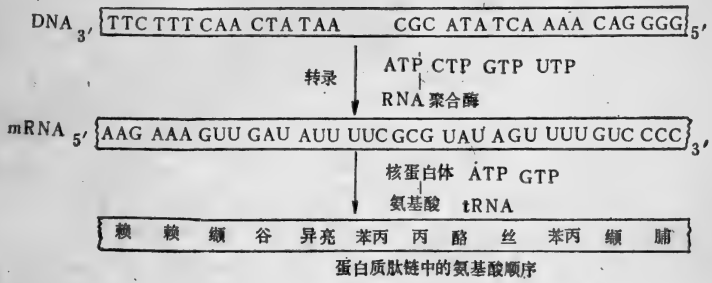 DNA 3′ TTC TTT CAA CTA TAA CGC ATA TCA AAA CAG GGG 5′
转录 ATP CTP GTP UTP
RNA聚合酶
mRNA 5′ AAG AAA GUU GAU AUU UUC GCG UAU AGU UUU GUC CCC 3′
核蛋白体 ATP GTP
氨基酸 tRNA
赖 赖 缬 谷 异亮 苯丙 丙 酪 丝 苯丙 缬 脯
蛋白质肽链中的氨基酸顺序